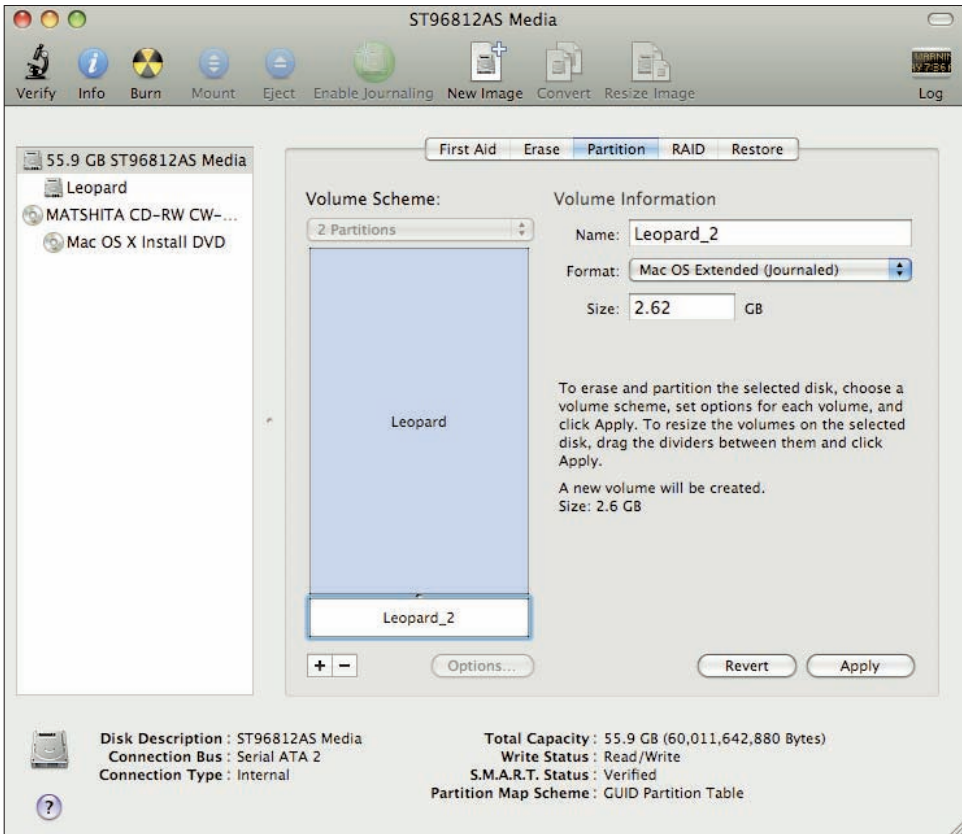 ST96812AS Media
Verify Info Burn Mount Eject Enable Journaling New Image Convert Resize Image Log
55.9 GB ST96812AS Media
Leopard
MATSHITA CD-RW CW-...
Mac OS X Install DVD
First Aid Erase Partition RAID Restore
Volume Scheme:
2 Partitions
Leopard
Leopard_2
+ −
Options...
Volume Information
Name: Leopard_2
Format: Mac OS Extended (Journaled)
Size: 2.62 GB
To erase and partition the selected disk, choose a
volume scheme, set options for each volume, and
click Apply. To resize the volumes on the selected
disk, drag the dividers between them and click
Apply.
A new volume will be created.
Size: 2.6 GB
Revert Apply
Disk Description : ST96812AS Media
Connection Bus : Serial ATA 2
Connection Type : Internal
Total Capacity : 55.9 GB (60,011,642,880 Bytes)
Write Status : Read/Write
S.M.A.R.T. Status : Verified
Partition Map Scheme : GUID Partition Table
?